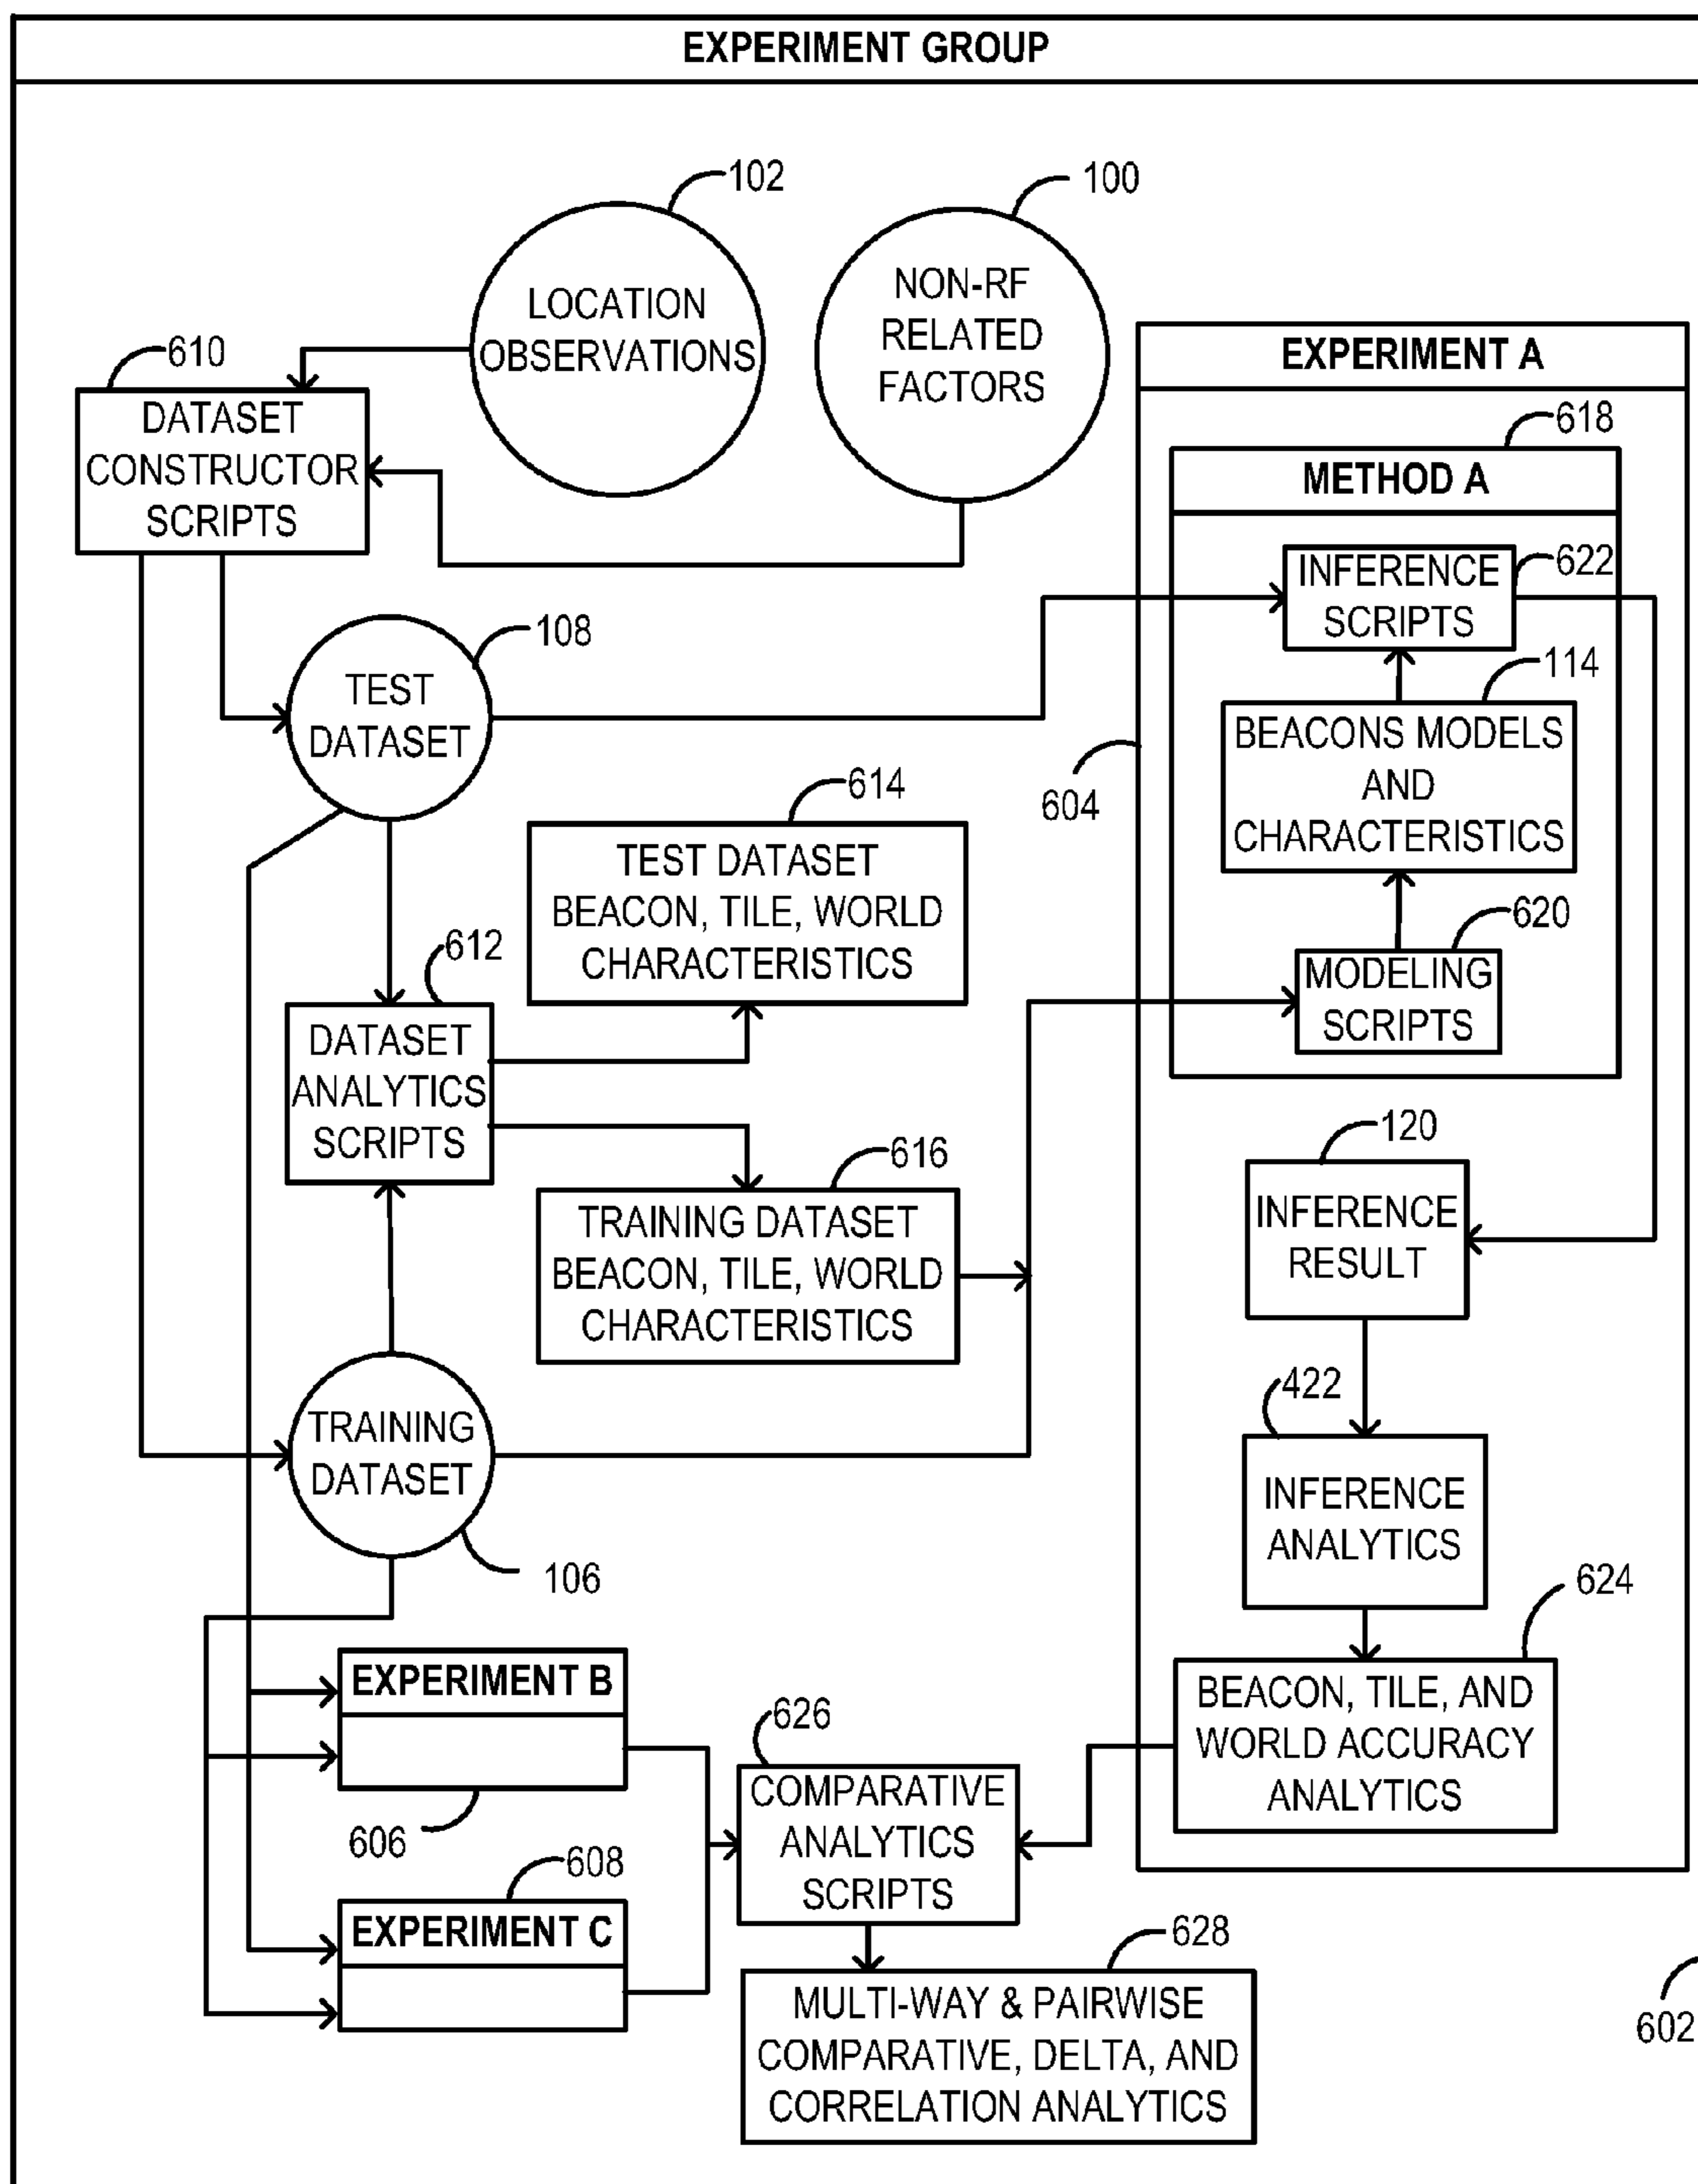 EXPERIMENT GROUP
102
100
LOCATION
OBSERVATIONS
NON-RF
RELATED
FACTORS
610
DATASET
CONSTRUCTOR
SCRIPTS
EXPERIMENT A
618
METHOD A
INFERENCE
SCRIPTS
622
108
TEST
DATASET
114
BEACONS MODELS
AND
CHARACTERISTICS
604
614
TEST DATASET
BEACON, TILE, WORLD
CHARACTERISTICS
620
MODELING
SCRIPTS
612
DATASET
ANALYTICS
SCRIPTS
616
TRAINING DATASET
BEACON, TILE, WORLD
CHARACTERISTICS
120
INFERENCE
RESULT
TRAINING
DATASET
106
422
INFERENCE
ANALYTICS
624
BEACON, TILE, AND
WORLD ACCURACY
ANALYTICS
EXPERIMENT B
606
608
EXPERIMENT C
626
COMPARATIVE
ANALYTICS
SCRIPTS
628
MULTI-WAY & PAIRWISE
COMPARATIVE, DELTA, AND
CORRELATION ANALYTICS
602